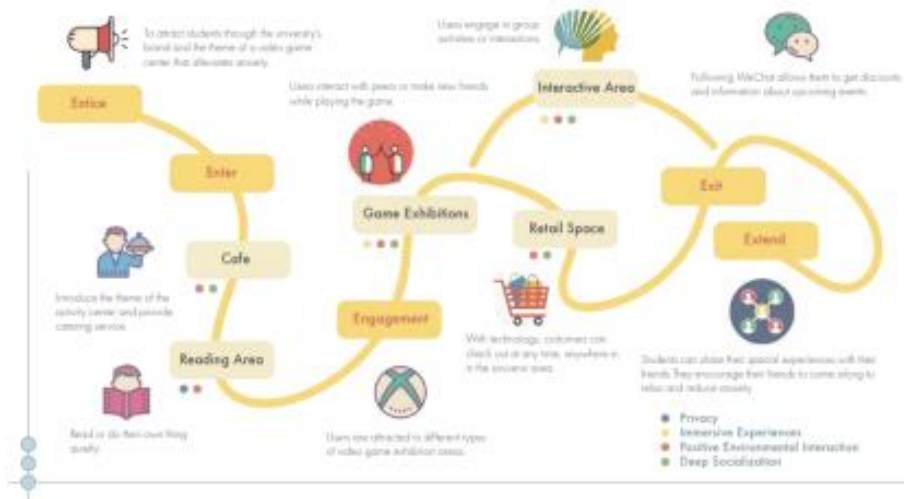 To attract students through the university's
brand and the theme of a video game
center that alleviates anxiety.
Entice
Enter
Cafe
Introduce the theme of the
activity center and provide
catering service.
Reading Area
Read or do their own thing
quietly.
Users interact with peers or make new friends
while playing the game.
Game Exhibitions
Engagement
Users are attracted to different types
of video game exhibition areas.
Users engage in group
activities or interactions.
Interactive Area
Retail Space
With technology, customers can
check out at any time, anywhere in
in the souvenir area.
Following WeChat allows them to get discounts
and information about upcoming events.
Exit
Extend
Students can share their special experiences with their
friends. They encourage their friends to come along to
relax and reduce anxiety.
Privacy
Immersive Experiences
Positive Environmental Interaction
Deep Socialization